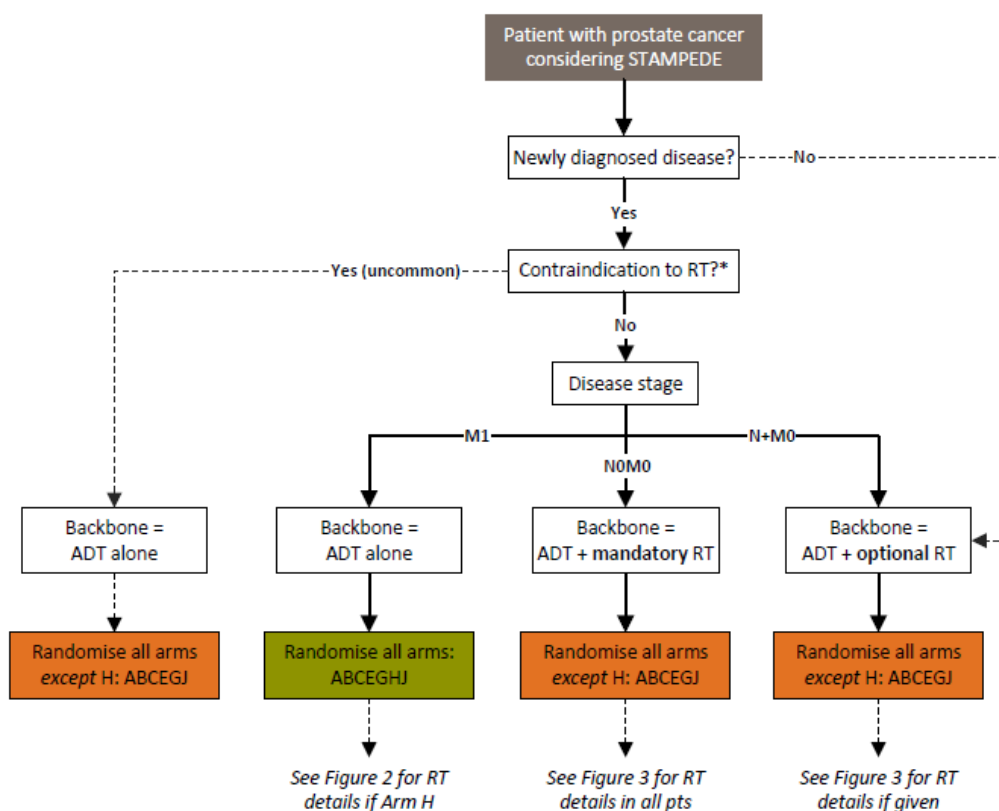 Patient with prostate cancer
considering STAMPEDE
Newly diagnosed disease?
No
Yes
Yes (uncommon)
Contraindication to RT?*
No
Disease stage
M1
N+M0
N0M0
Backbone =
ADT alone
Backbone =
ADT alone
Backbone =
ADT + mandatory RT
Backbone =
ADT + optional RT
Randomise all arms
except H: ABCEGJ
Randomise all arms:
ABCEGHJ
Randomise all arms
except H: ABCEGJ
Randomise all arms
except H: ABCEGJ
See Figure 2 for RT
details if Arm H
See Figure 3 for RT
details in all pts
See Figure 3 for RT
details if given